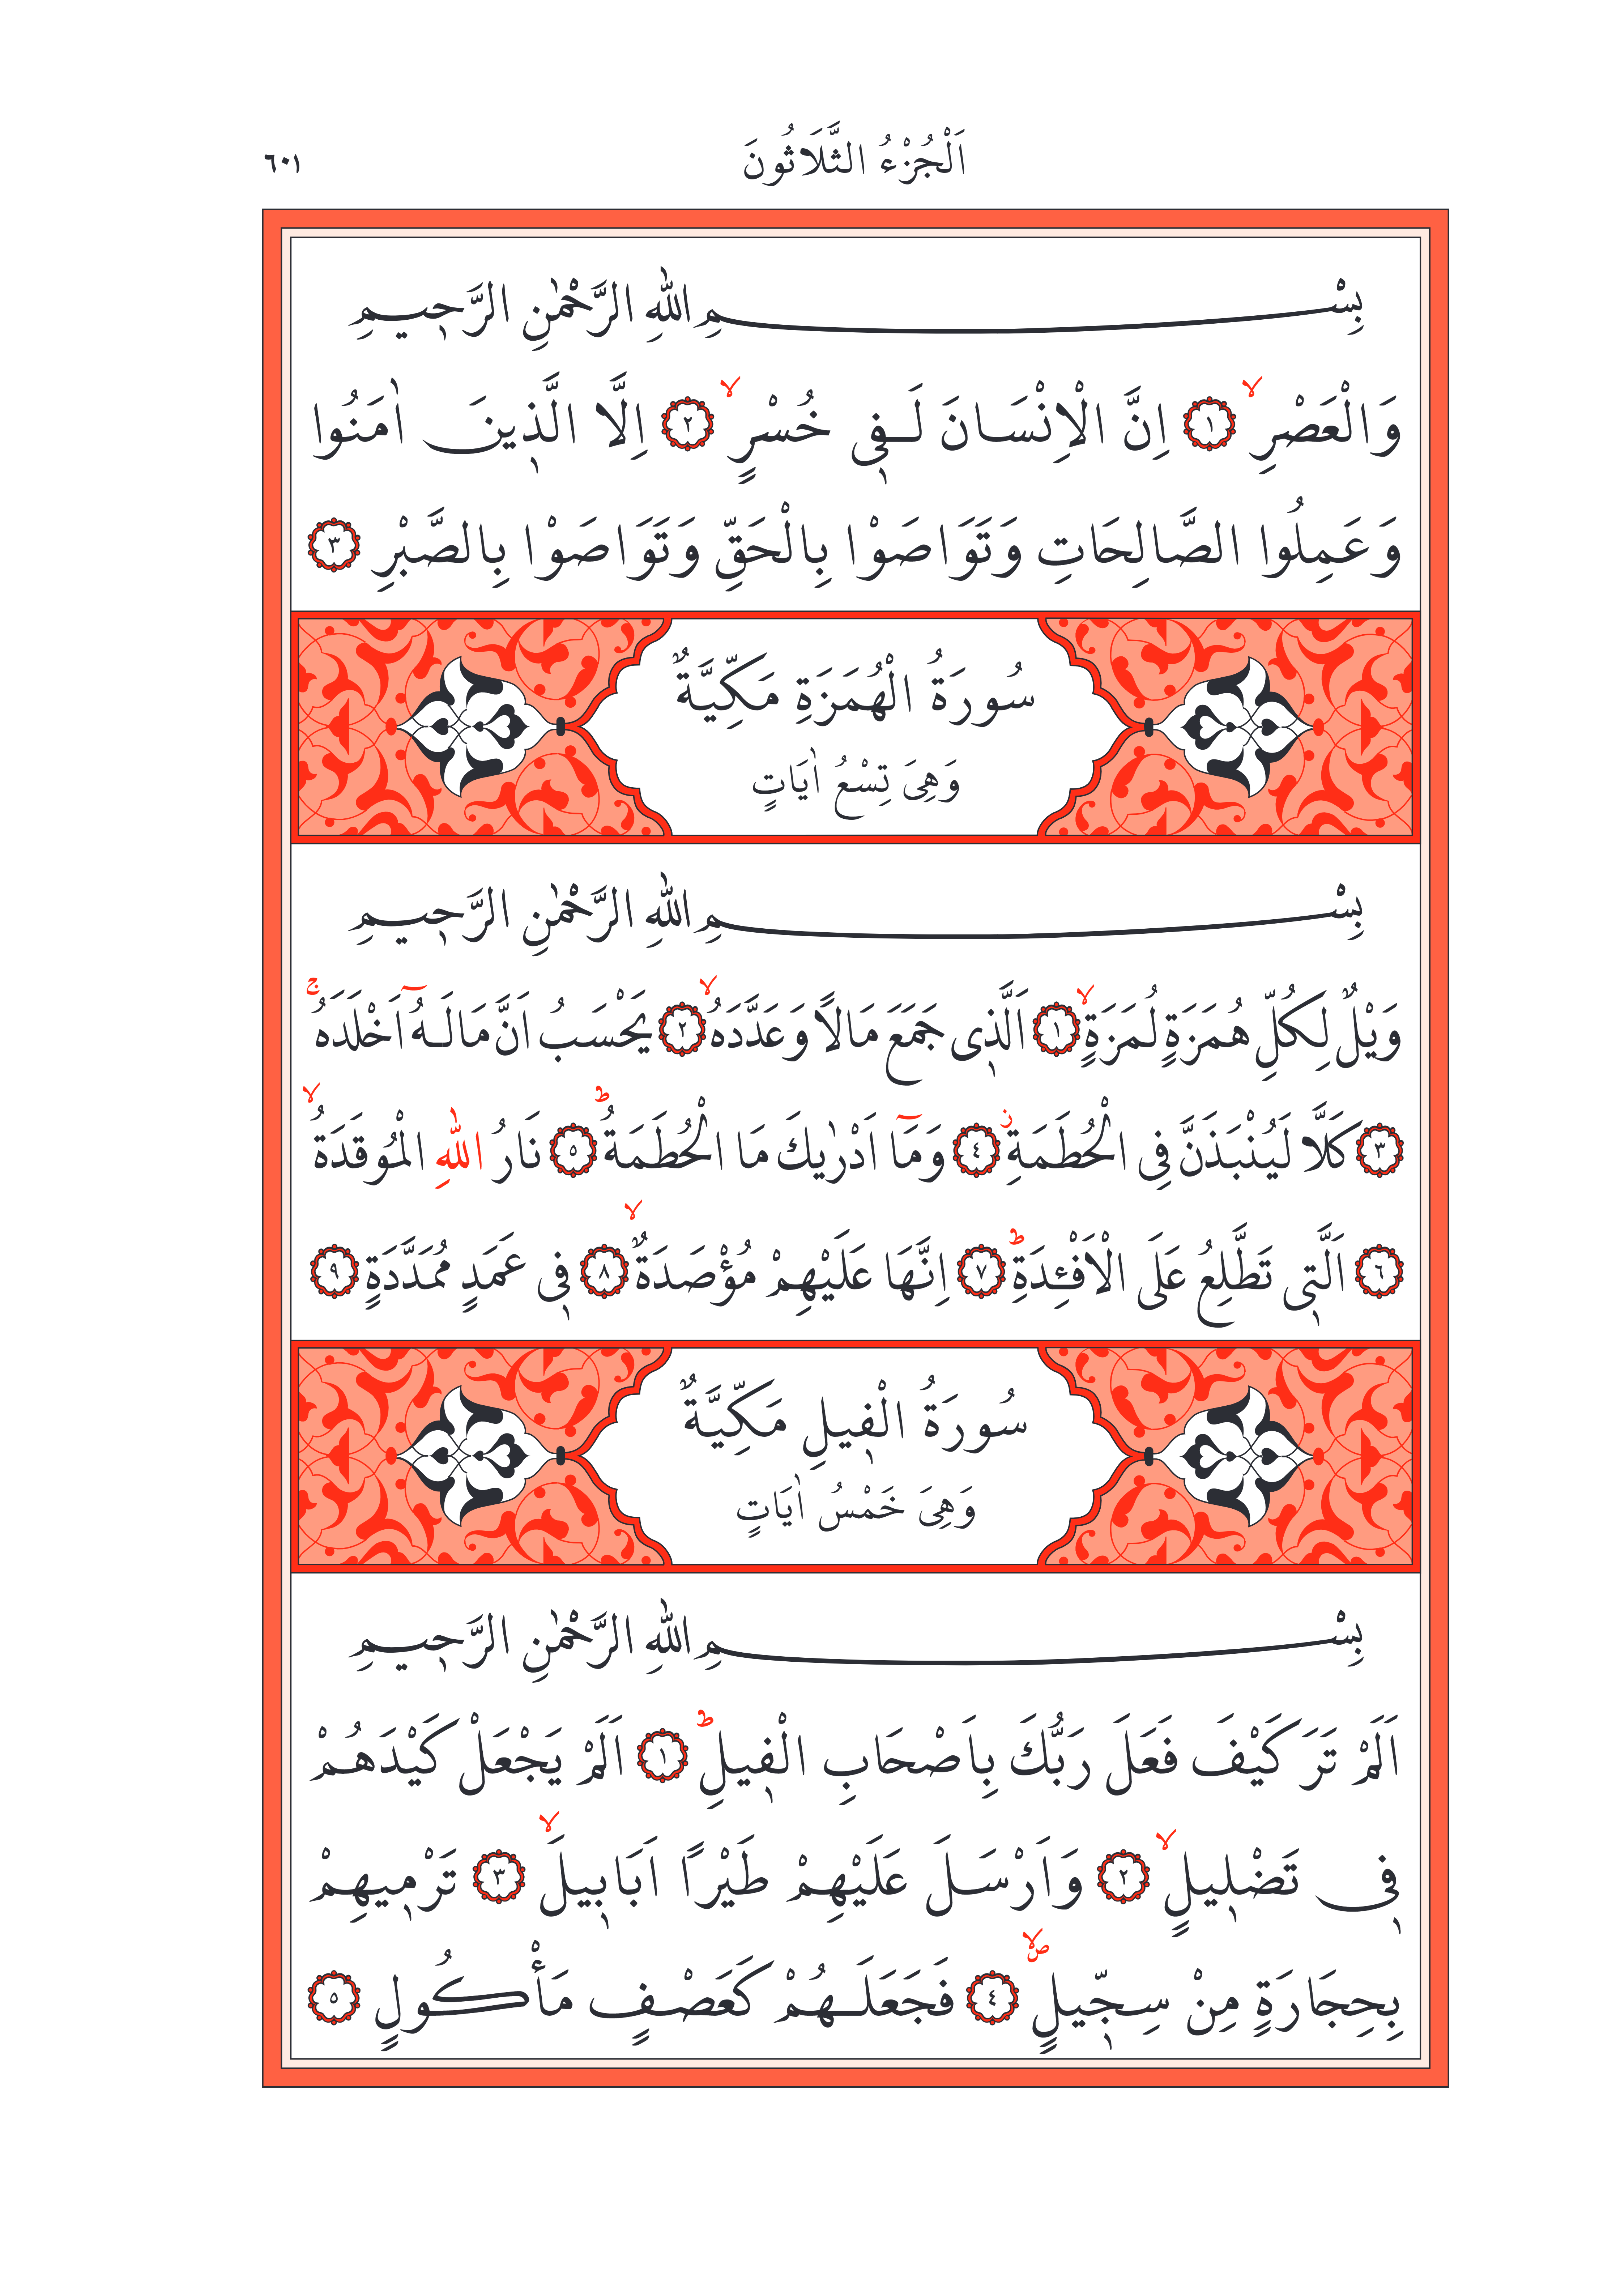 اَلْجُزْءُ الثَّلَاثُونَ ٦٠١
بِسْمِ اللّٰهِ الرَّحْمٰنِ الرَّحٖيمِ
وَالْعَصْرِۙ ١ اِنَّ الْاِنْسَانَ لَفٖى خُسْرٍۙ ٢ اِلَّا الَّذٖينَ اٰمَنُوا
وَعَمِلُوا الصَّالِحَاتِ وَتَوَاصَوْا بِالْحَقِّ وَتَوَاصَوْا بِالصَّبْرِ ٣
سُورَةُ الْهُمَزَةِ مَكِّيَّةٌ
وَهِىَ تِسْعُ اٰيَاتٍ
بِسْمِ اللّٰهِ الرَّحْمٰنِ الرَّحٖيمِ
وَيْلٌ لِكُلِّ هُمَزَةٍ لُمَزَةٍۙ ١ اَلَّذٖى جَمَعَ مَالًا وَعَدَّدَهُۙ ٢ يَحْسَبُ اَنَّ مَالَهُٓ اَخْلَدَهُۚ
٣ كَلَّا لَيُنْبَذَنَّ فِى الْحُطَمَةِؗ ٤ وَمَٓا اَدْرٰيكَ مَا الْحُطَمَةُؕ ٥ نَارُ اللّٰهِ الْمُوقَدَةُۙ
٦ اَلَّتٖى تَطَّلِعُ عَلَى الْاَفْـِٔدَةِؕ ٧ اِنَّهَا عَلَيْهِمْ مُؤْصَدَةٌۙ ٨ فٖى عَمَدٍ مُمَدَّدَةٍ ٩
سُورَةُ الْفٖيلِ مَكِّيَّةٌ
وَهِىَ خَمْسُ اٰيَاتٍ
بِسْمِ اللّٰهِ الرَّحْمٰنِ الرَّحٖيمِ
اَلَمْ تَرَ كَيْفَ فَعَلَ رَبُّكَ بِاَصْحَابِ الْفٖيلِؕ ١ اَلَمْ يَجْعَلْ كَيْدَهُمْ
فٖى تَضْلٖيلٍۙ ٢ وَاَرْسَلَ عَلَيْهِمْ طَيْرًا اَبَابٖيلَۙ ٣ تَرْمٖيهِمْ
بِحِجَارَةٍ مِنْ سِجّٖيلٍۙࣕ ٤ فَجَعَلَهُمْ كَعَصْفٍ مَأْكُولٍ ٥